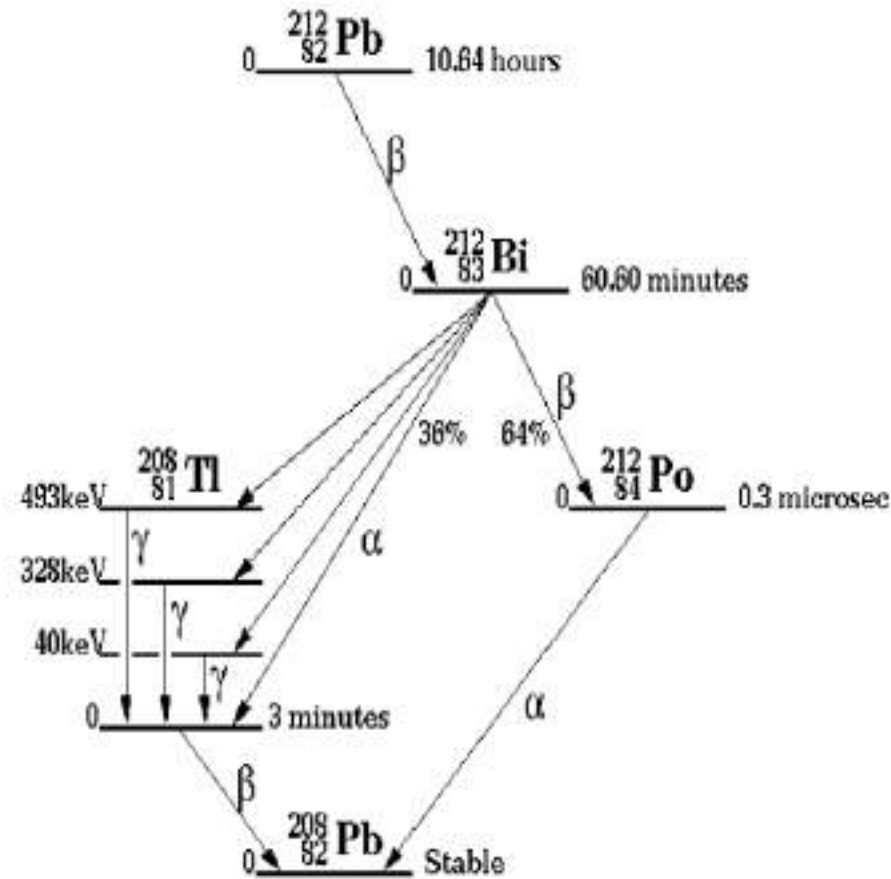 212
82 Pb
0 10.64 hours
β
212
83 Bi
0 60.60 minutes
β
36% 64%
208
81 Tl
212
84 Po
493keV
0 0.3 microsec
γ
α
328keV
γ
40keV
γ
α
0 3 minutes
β
208
82 Pb
0 Stable